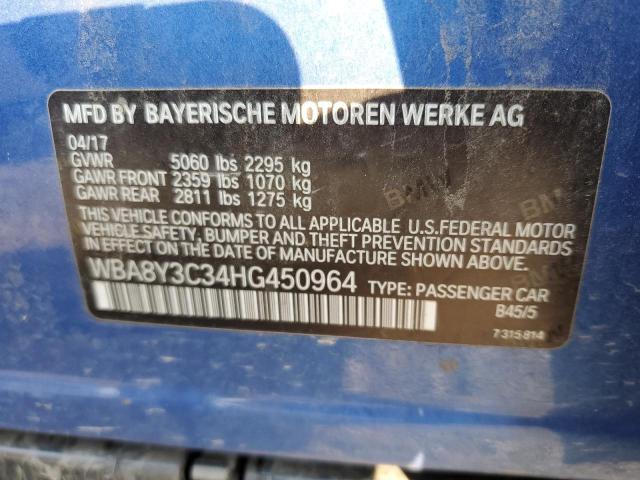 MFD BY BAYERISCHE MOTOREN WERKE AG
04/17
GVWR 5060 lbs 2295 kg
GAWR FRONT 2359 lbs 1070 kg
GAWR REAR 2811 lbs 1275 kg
THIS VEHICLE CONFORMS TO ALL APPLICABLE U.S.FEDERAL MOTOR
VEHICLE SAFETY, BUMPER AND THEFT PREVENTION STANDARDS
IN EFFECT ON THE DATE OF MANUFACTURE SHOWN ABOVE.
WBA8Y3C34HG450964 TYPE: PASSENGER CAR
B45/5
7315814
BMW
BM